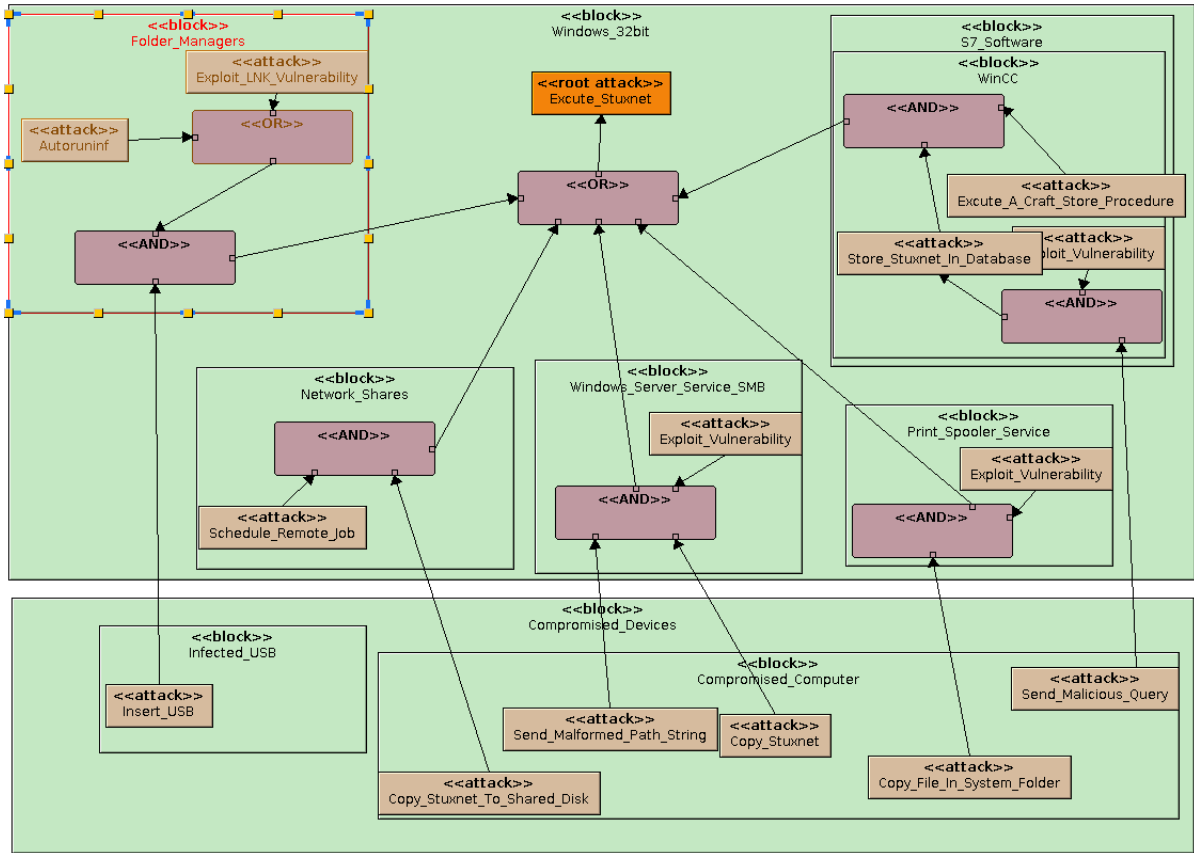 <<block>>
Windows_32bit
<<block>>
Folder_Managers
<<attack>>
Exploit_LNK_Vulnerability
<<OR>>
<<attack>>
Autoruninf
<<AND>>
<<root attack>>
Excute_Stuxnet
<<OR>>
<<block>>
S7_Software
<<block>>
WinCC
<<AND>>
<<attack>>
Excute_A_Craft_Store_Procedure
<<attack>>
Store_Stuxnet_In_Database
<<attack>>
ploit_Vulnerability
<<AND>>
<<block>>
Network_Shares
<<AND>>
<<attack>>
Schedule_Remote_Job
<<block>>
Windows_Server_Service_SMB
<<attack>>
Exploit_Vulnerability
<<AND>>
<<block>>
Print_Spooler_Service
<<attack>>
Exploit_Vulnerability
<<AND>>
<<block>>
Compromised_Devices
<<block>>
Infected_USB
<<attack>>
Insert_USB
<<block>>
Compromised_Computer
<<attack>>
Send_Malicious_Query
<<attack>>
Send_Malformed_Path_String
<<attack>>
Copy_Stuxnet
<<attack>>
Copy_File_In_System_Folder
<<attack>>
Copy_Stuxnet_To_Shared_Disk